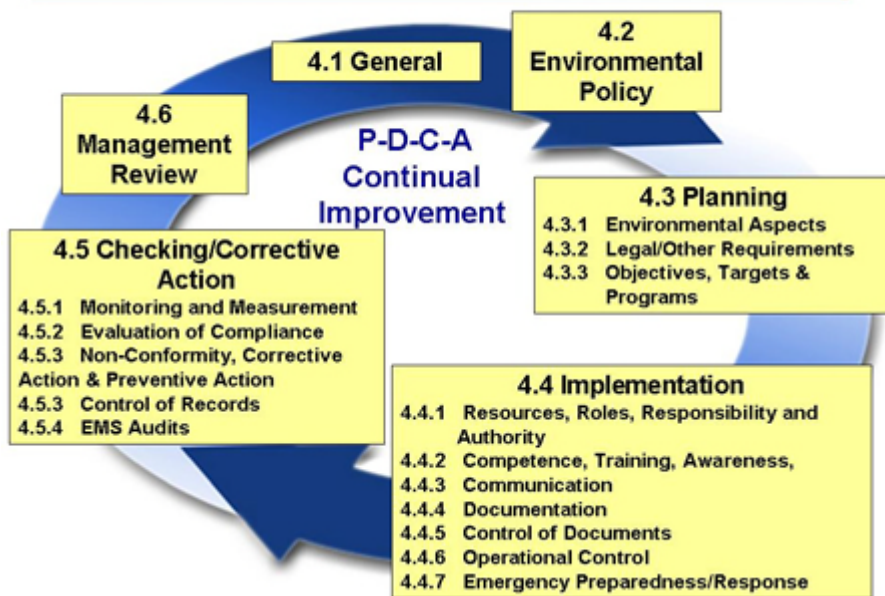 4.1 General
4.2
Environmental
Policy
4.6
Management
Review
P-D-C-A
Continual
Improvement
4.3 Planning
4.3.1 Environmental Aspects
4.3.2 Legal/Other Requirements
4.3.3 Objectives, Targets &
Programs
4.5 Checking/Corrective
Action
4.5.1 Monitoring and Measurement
4.5.2 Evaluation of Compliance
4.5.3 Non-Conformity, Corrective
Action & Preventive Action
4.5.3 Control of Records
4.5.4 EMS Audits
4.4 Implementation
4.4.1 Resources, Roles, Responsibility and
Authority
4.4.2 Competence, Training, Awareness,
4.4.3 Communication
4.4.4 Documentation
4.4.5 Control of Documents
4.4.6 Operational Control
4.4.7 Emergency Preparedness/Response